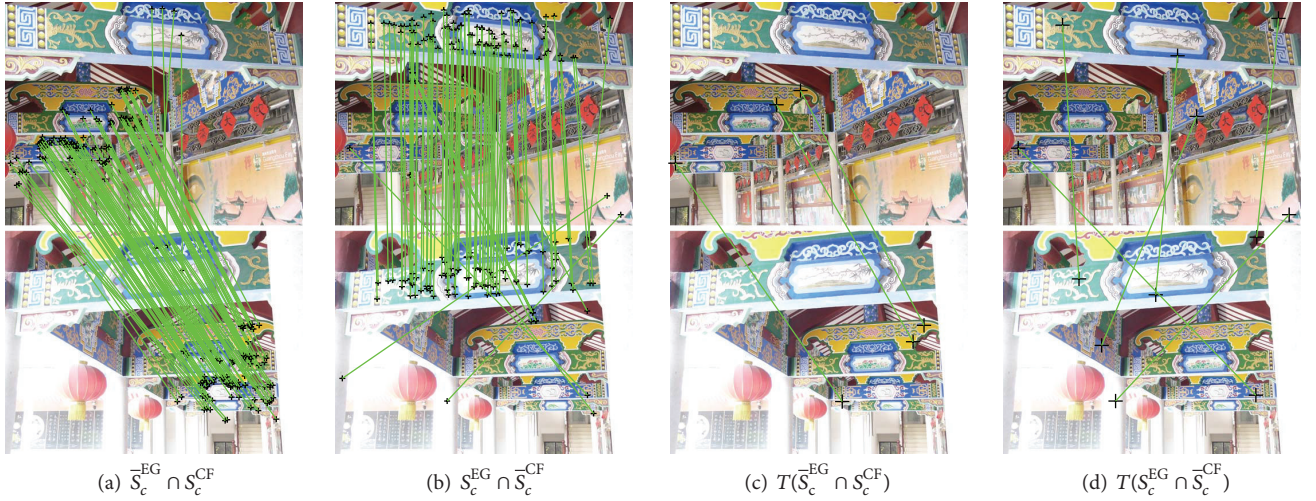 (a) S̅_c^EG ∩ S_c^CF
(b) S_c^EG ∩ S̅_c^CF
(c) T(S̅_c^EG ∩ S_c^CF)
(d) T(S_c^EG ∩ S̅_c^CF)